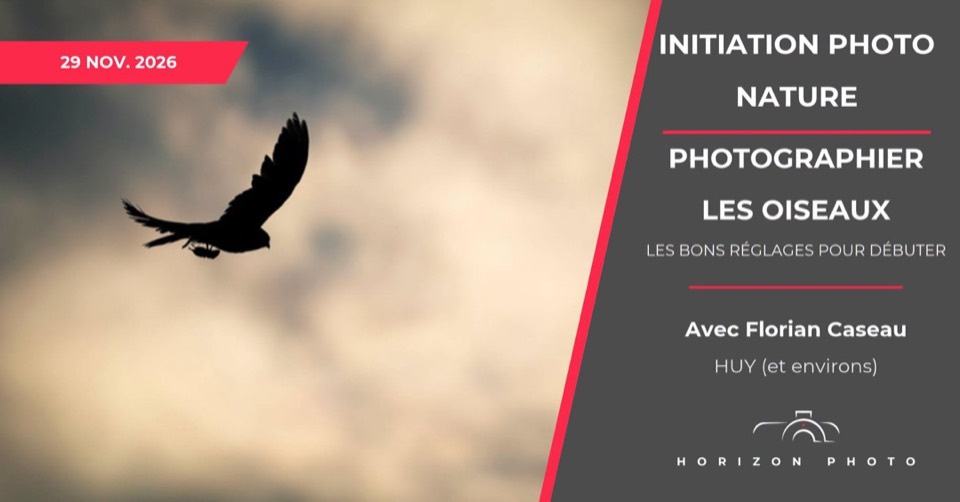 29 NOV. 2026
INITIATION PHOTO
NATURE
PHOTOGRAPHIER
LES OISEAUX
LES BONS RÉGLAGES POUR DÉBUTER
Avec Florian Caseau
HUY (et environs)
HORIZON PHOTO